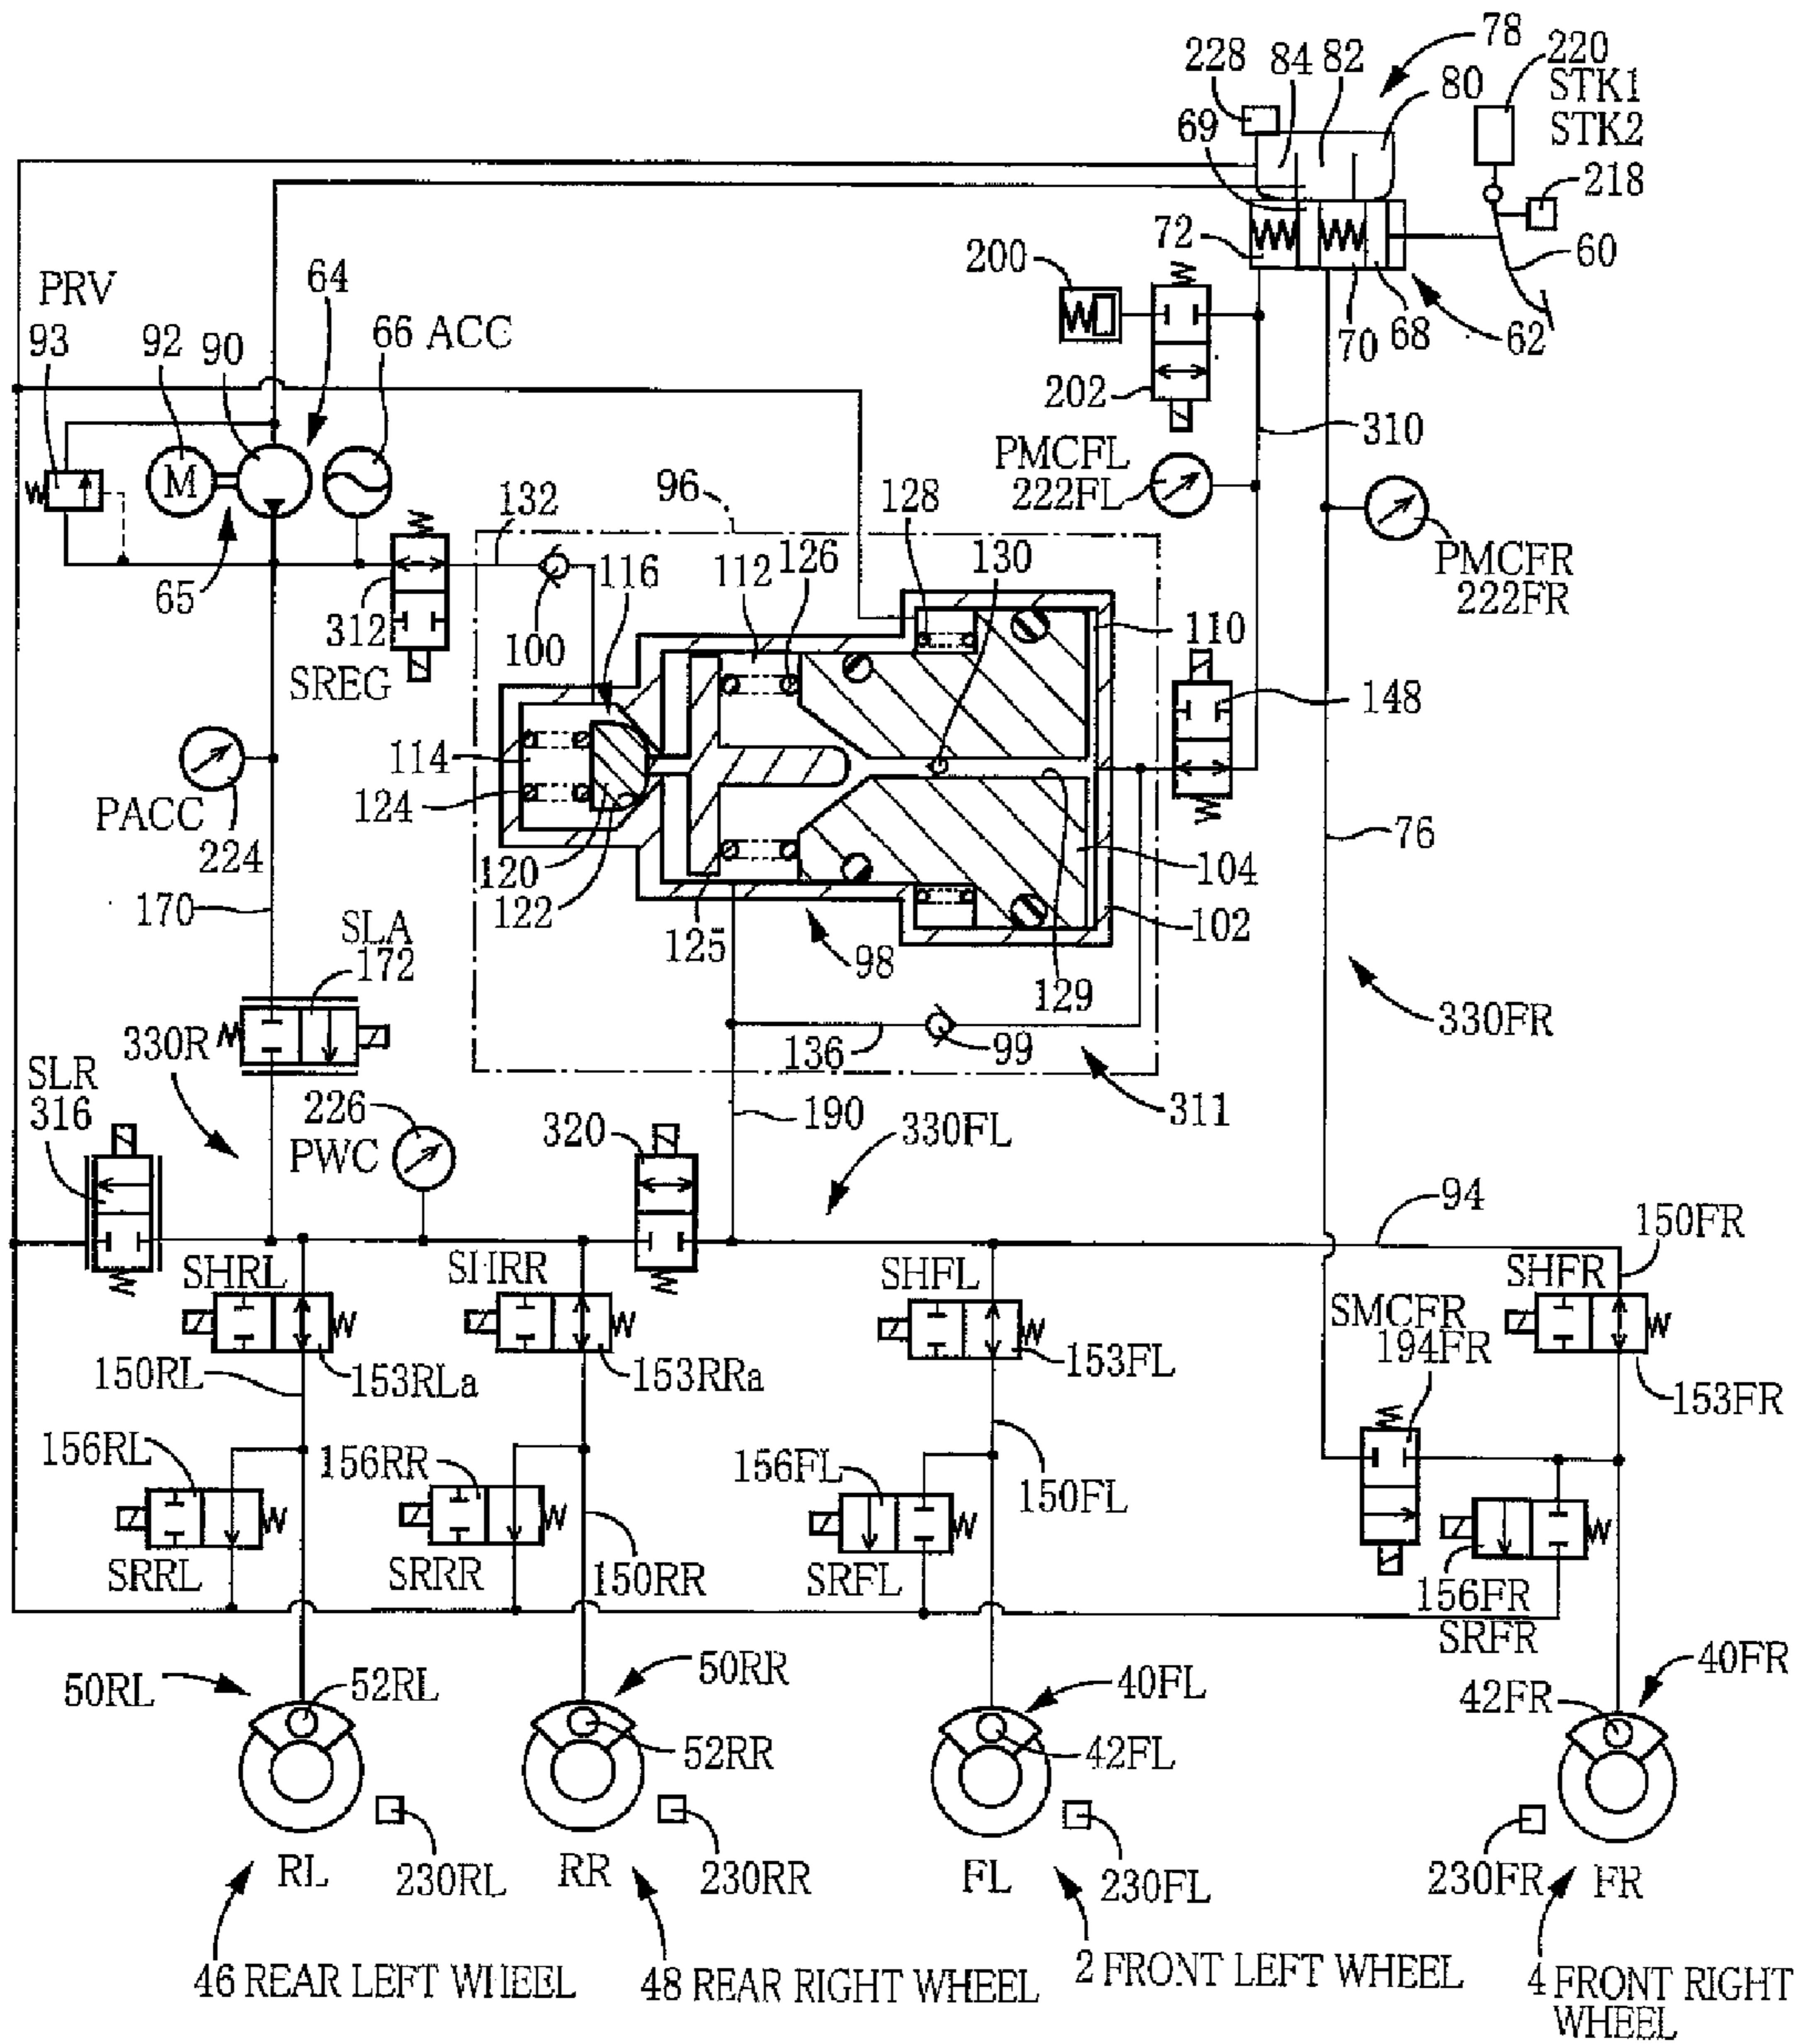 228
84
82
78
220
STK1
80
STK2
69
218
72
60
200
PRV
64
93
92
90
66 ACC
70
68
62
202
310
PMCFL
222FL
96
128
132
116
112
126
130
PMCFR
222FR
65
312
100
110
SREG
148
114
124
PACC
76
224
120
104
122
170
SLA
102
172
125
98
129
330R
330FR
136
99
SLR
316
226
190
311
320
330FL
PWC
94
150FR
SHRL
SHRR
SHFL
SHFR
SMCFR
194FR
150RL
153RLa
153RRa
153FL
153FR
156RL
156RR
156FL
150FL
SRRL
SRRR
150RR
SRFL
156FR
SRFR
50RL
52RL
50RR
40FL
40FR
42FR
52RR
42FL
M
RL
230RL
RR
230RR
FL
230FL
230FR
FR
46 REAR LEFT WHEEL
48 REAR RIGHT WHEEL
2 FRONT LEFT WHEEL
4 FRONT RIGHT
WHEEL